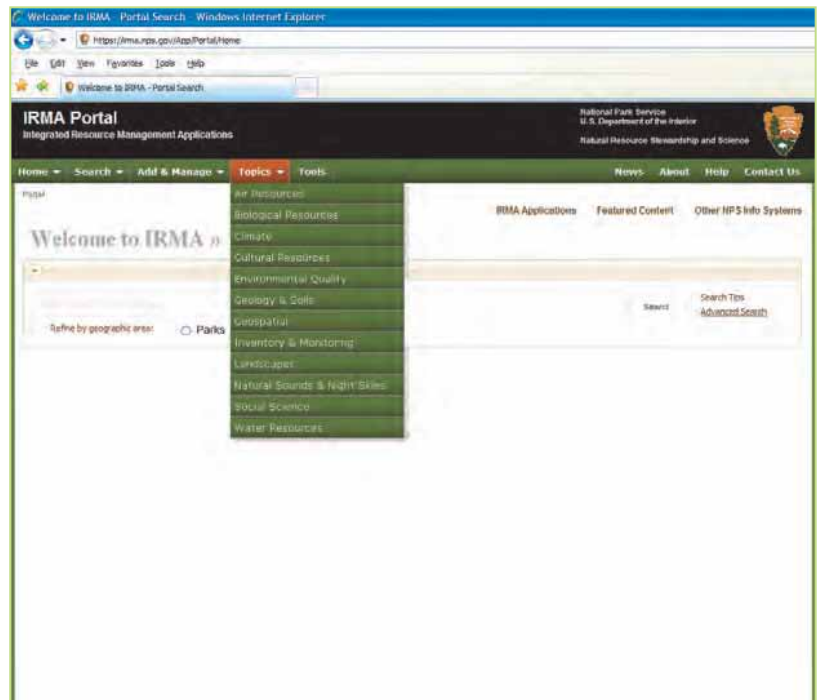 Welcome to IRMA - Portal Search - Windows Internet Explorer
https://irma.nps.gov/App/Portal/Home
File Edit View Favorites Tools Help
Welcome to IRMA - Portal Search
IRMA Portal
Integrated Resource Management Applications
National Park Service
U.S. Department of the Interior
Natural Resource Stewardship and Science
Home Search Add & Manage Topics Tools News About Help Contact Us
Portal
Air Resources
Biological Resources
Climate
Cultural Resources
Environmental Quality
Geology & Soils
Geospatial
Inventory & Monitoring
Landscapes
Natural Sounds & Night Skies
Social Science
Water Resources
IRMA Applications Featured Content Other NPS Info Systems
Welcome to IRMA »
Search Search Tips
Advanced Search
Refine by geographic area: Parks